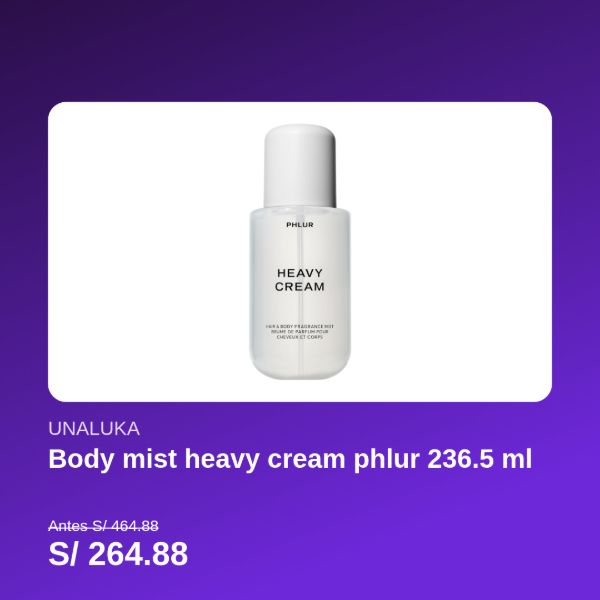 PHLUR
HEAVY
CREAM
HAIR & BODY FRAGRANCE MIST
BRUME DE PARFUM POUR
CHEVEUX ET CORPS
UNALUKA
Body mist heavy cream phlur 236.5 ml
Antes S/ 464.88
S/ 264.88